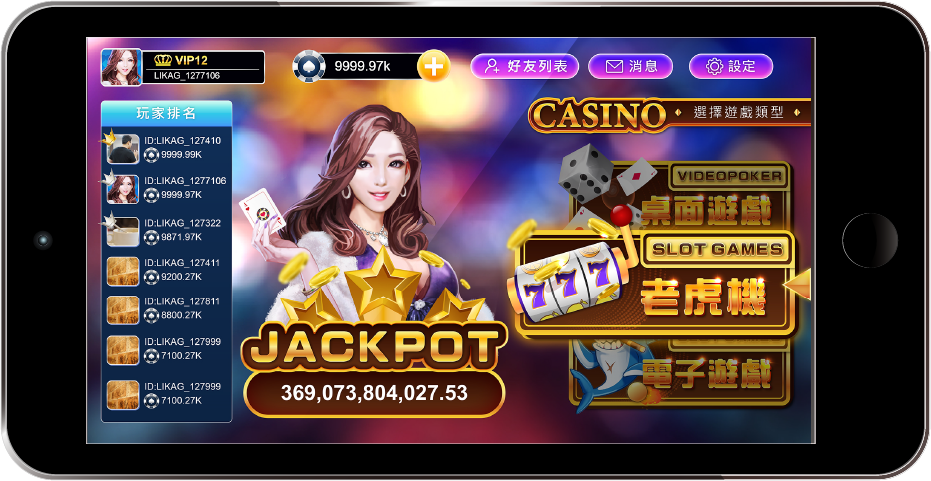 VIP12
LIKAG_1277106
9999.97k
好友列表
消息
設定
玩家排名
ID:LIKAG_127410
9999.99K
ID:LIKAG_1277106
9999.97K
ID:LIKAG_127322
9871.97K
ID:LIKAG_127411
9200.27K
ID:LIKAG_127811
8800.27K
ID:LIKAG_127999
7100.27K
ID:LIKAG_127999
7100.27K
JACKPOT
369,073,804,027.53
CASINO
選擇遊戲類型
VIDEOPOKER
桌面遊戲
SLOT GAMES
777
老虎機
電子遊戲